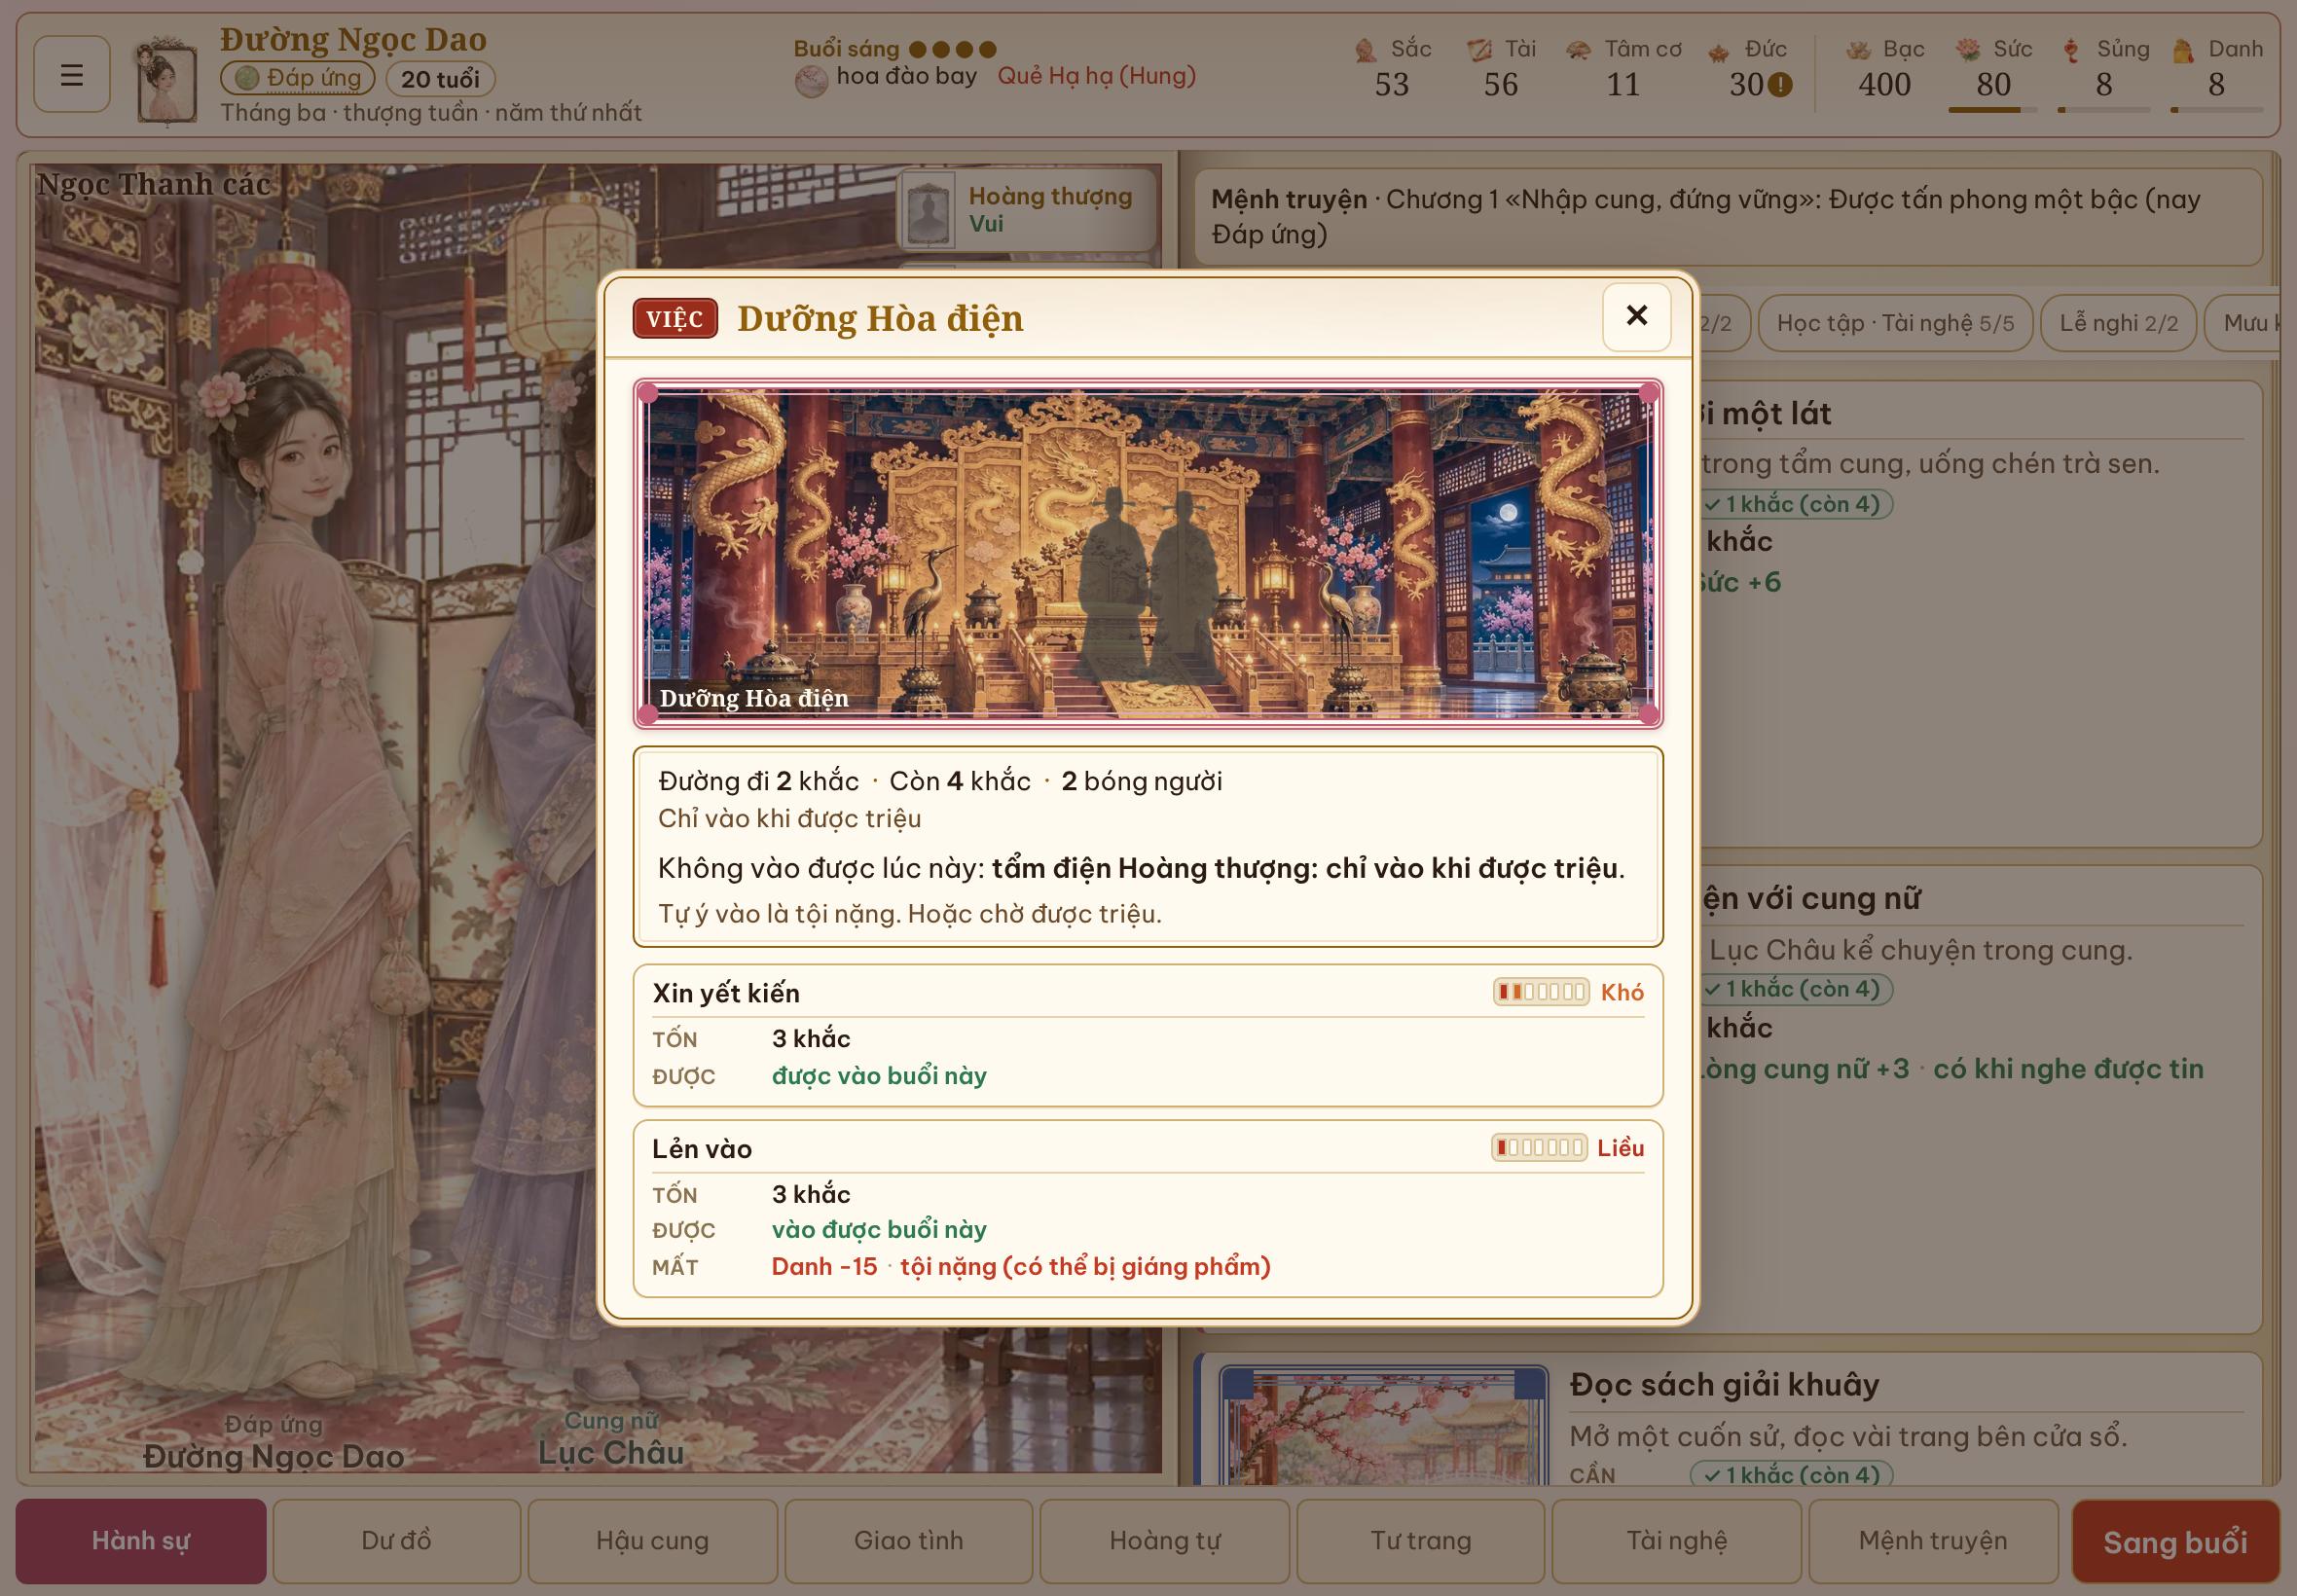 ☰
Đường Ngọc Dao
Đáp ứng 20 tuổi
Tháng ba · thượng tuần · năm thứ nhất
Buổi sáng
hoa đào bay Quẻ Hạ hạ (Hung)
Sắc Tài Tâm cơ Đức Bạc Sức Sủng Danh
53 56 11 30 ! 400 80 8 8
Ngọc Thanh các
Hoàng thượng
Vui
Mệnh truyện · Chương 1 «Nhập cung, đứng vững»: Được tấn phong một bậc (nay
Đáp ứng)
2/2 Học tập · Tài nghệ 5/5 Lễ nghi 2/2 Mưu
một lát
trong tẩm cung, uống chén trà sen.
✓ 1 khắc (còn 4)
khắc
Sức +6
với cung nữ
Lục Châu kể chuyện trong cung.
✓ 1 khắc (còn 4)
khắc
Lòng cung nữ +3 · có khi nghe được tin
Đọc sách giải khuây
Mở một cuốn sử, đọc vài trang bên cửa sổ.
CẦN ✓ 1 khắc (còn 4)
VIỆC Dưỡng Hòa điện ✕
Dưỡng Hòa điện
Đường đi 2 khắc · Còn 4 khắc · 2 bóng người
Chỉ vào khi được triệu
Không vào được lúc này: tẩm điện Hoàng thượng: chỉ vào khi được triệu.
Tự ý vào là tội nặng. Hoặc chờ được triệu.
Xin yết kiến Khó
TỐN 3 khắc
ĐƯỢC được vào buổi này
Lẻn vào Liều
TỐN 3 khắc
ĐƯỢC vào được buổi này
MẤT Danh -15 · tội nặng (có thể bị giáng phẩm)
Đáp ứng
Đường Ngọc Dao
Cung nữ
Lục Châu
Hành sự Dư đồ Hậu cung Giao tình Hoàng tự Tư trang Tài nghệ Mệnh truyện Sang buổi